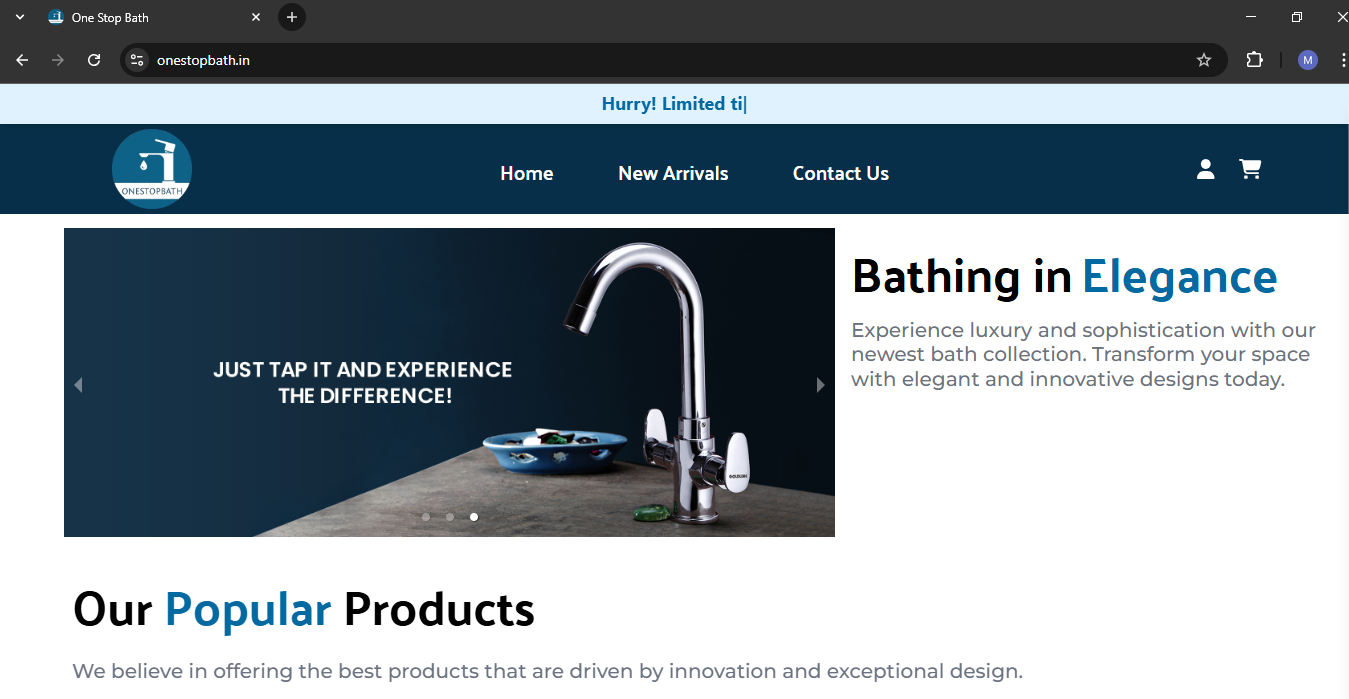 One Stop Bath
onestopbath.in
M
Hurry! Limited ti
ONESTOPBATH
Home
New Arrivals
Contact Us
JUST TAP IT AND EXPERIENCE
THE DIFFERENCE!
Bathing in Elegance
Experience luxury and sophistication with our
newest bath collection. Transform your space
with elegant and innovative designs today.
Our Popular Products
We believe in offering the best products that are driven by innovation and exceptional design.